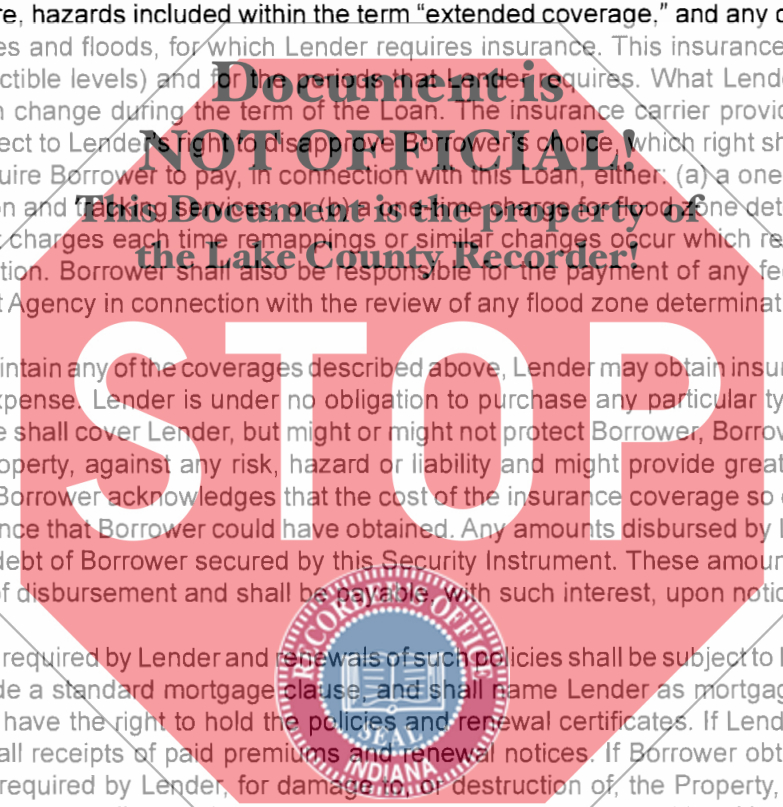 re, hazards included within the term “extended coverage,” and any o
es and floods, for which Lender requires insurance. This insurance
ctible levels) and for the periods that Lender requires. What Lend
n change during the term of the Loan. The insurance carrier provi
ect to Lender's right to disapprove Borrower's choice, which right sh
uire Borrower to pay, in connection with this Loan, either: (a) a one
on and tracking services; or (b) a one-time charge for flood zone det
charges each time remappings or similar changes occur which re
tion. Borrower shall also be responsible for the payment of any fe
t Agency in connection with the review of any flood zone determinat
Document is
NOT OFFICIAL!
This Document is the property of
the Lake County Recorder!
STOP
intain any of the coverages described above, Lender may obtain insu
xpense. Lender is under no obligation to purchase any particular ty
e shall cover Lender, but might or might not protect Borrower, Borrov
operty, against any risk, hazard or liability and might provide great
Borrower acknowledges that the cost of the insurance coverage so
nce that Borrower could have obtained. Any amounts disbursed by
debt of Borrower secured by this Security Instrument. These amour
of disbursement and shall be payable, with such interest, upon notic
required by Lender and renewals of such policies shall be subject to
de a standard mortgage clause, and shall name Lender as mortga
have the right to hold the policies and renewal certificates. If Lend
all receipts of paid premiums and renewal notices. If Borrower obt
required by Lender, for damage to, or destruction of, the Property,
RECORDER'S OFFICE
SEAL
INDIANA